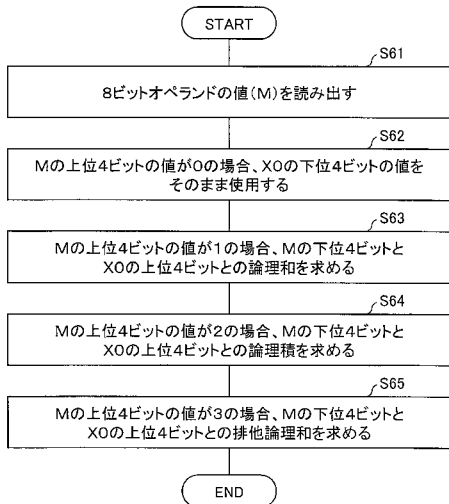 START
S61
8ビットオペランドの値(M)を読み出す
S62
Mの上位4ビットの値が0の場合、X0の下位4ビットの値を
そのまま使用する
S63
Mの上位4ビットの値が1の場合、Mの下位4ビットと
X0の上位4ビットとの論理和を求める
S64
Mの上位4ビットの値が2の場合、Mの下位4ビットと
X0の上位4ビットとの論理積を求める
S65
Mの上位4ビットの値が3の場合、Mの下位4ビットと
X0の上位4ビットとの排他論理和を求める
END